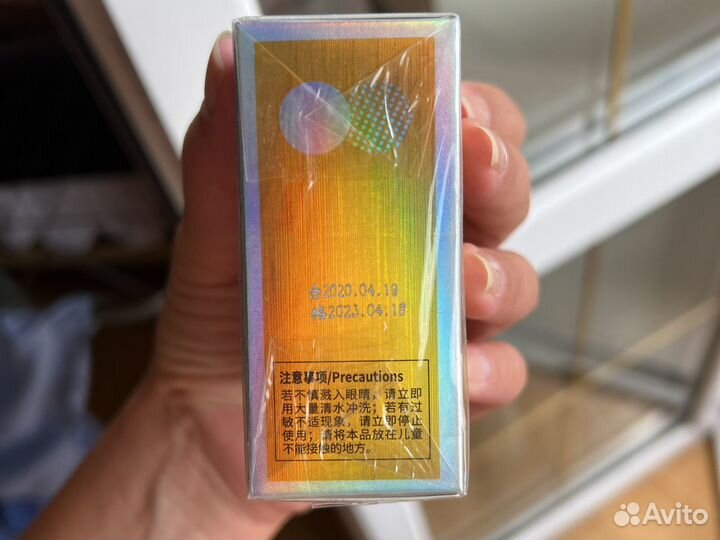 2020.04.19
2023.04.18
注意事项/Precautions
若不慎溅入眼睛，请立即
用大量清水冲洗；若有过
敏不适现象，请立即停止
使用；请将本品放在儿童
不能接触的地方。
Avito